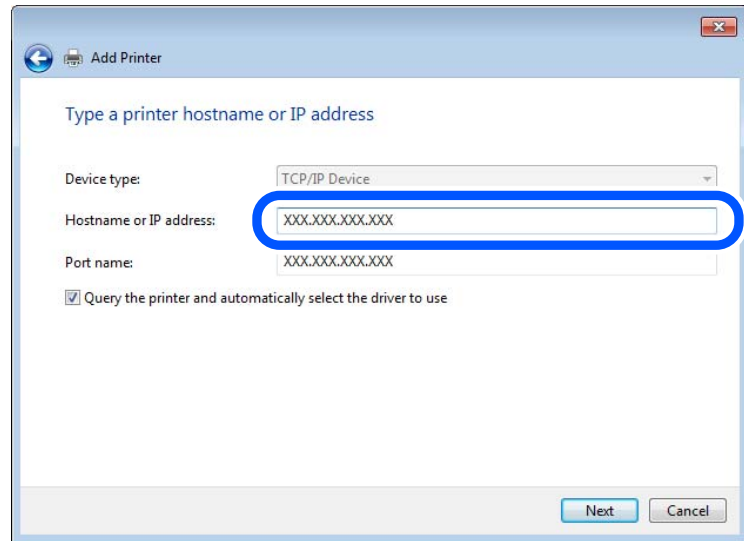 Add Printer
Type a printer hostname or IP address
Device type: TCP/IP Device
Hostname or IP address: XXX.XXX.XXX.XXX
Port name: XXX.XXX.XXX.XXX
Query the printer and automatically select the driver to use
Next Cancel